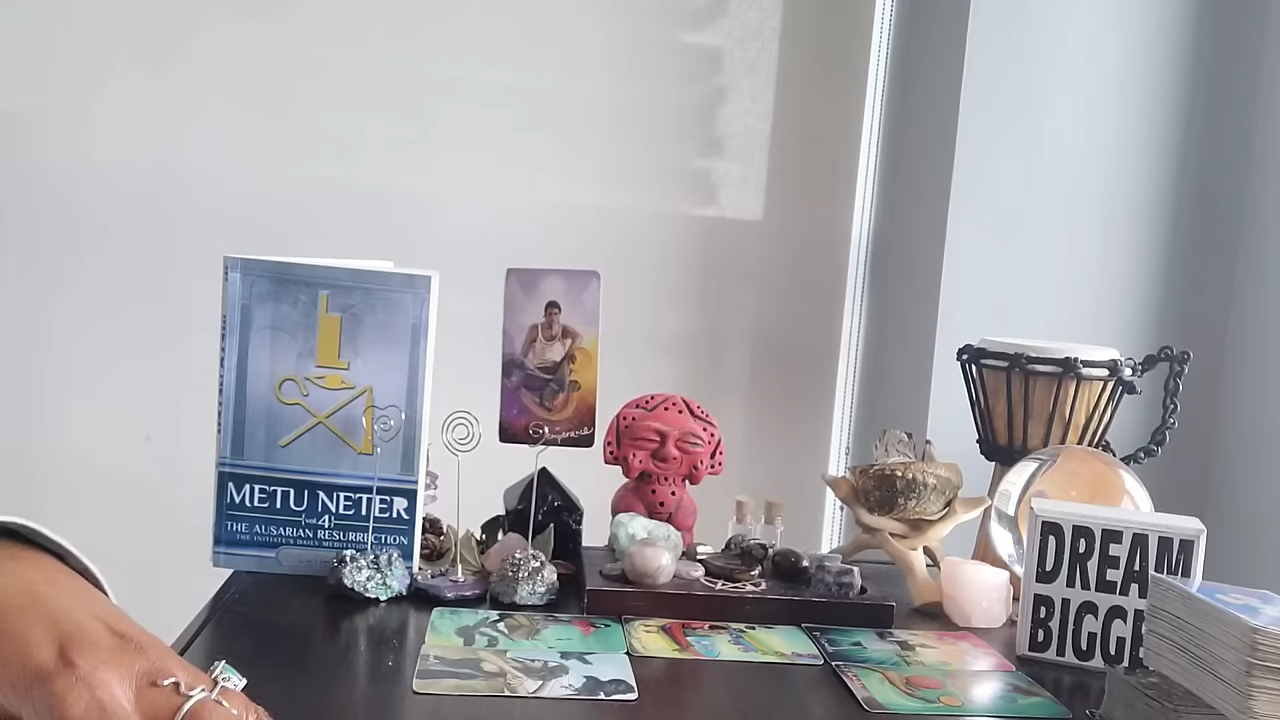 METU NETER
vol 4
THE AUSARIAN RESURRECTION
THE INITIATE'S DAILY MEDITATION
Temperance
DREAM
BIGGE